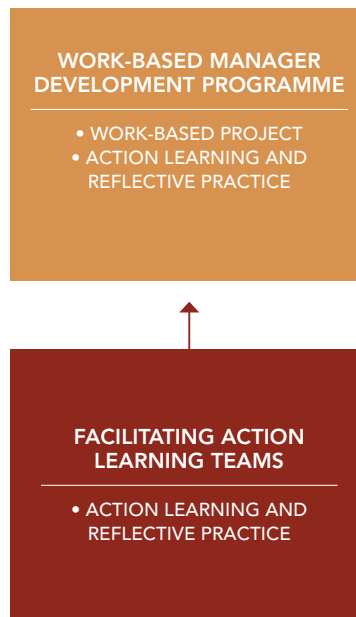 WORK-BASED MANAGER
DEVELOPMENT PROGRAMME
• WORK-BASED PROJECT
• ACTION LEARNING AND
REFLECTIVE PRACTICE
FACILITATING ACTION
LEARNING TEAMS
• ACTION LEARNING AND
REFLECTIVE PRACTICE